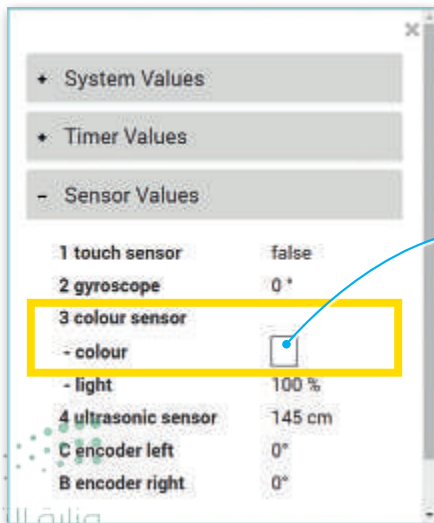 × 
+ System Values
+ Timer Values
- Sensor Values
1 touch sensor false
2 gyroscope 0 °
3 colour sensor
- colour
- light 100 %
4 ultrasonic sensor 145 cm
C encoder left 0°
B encoder right 0°